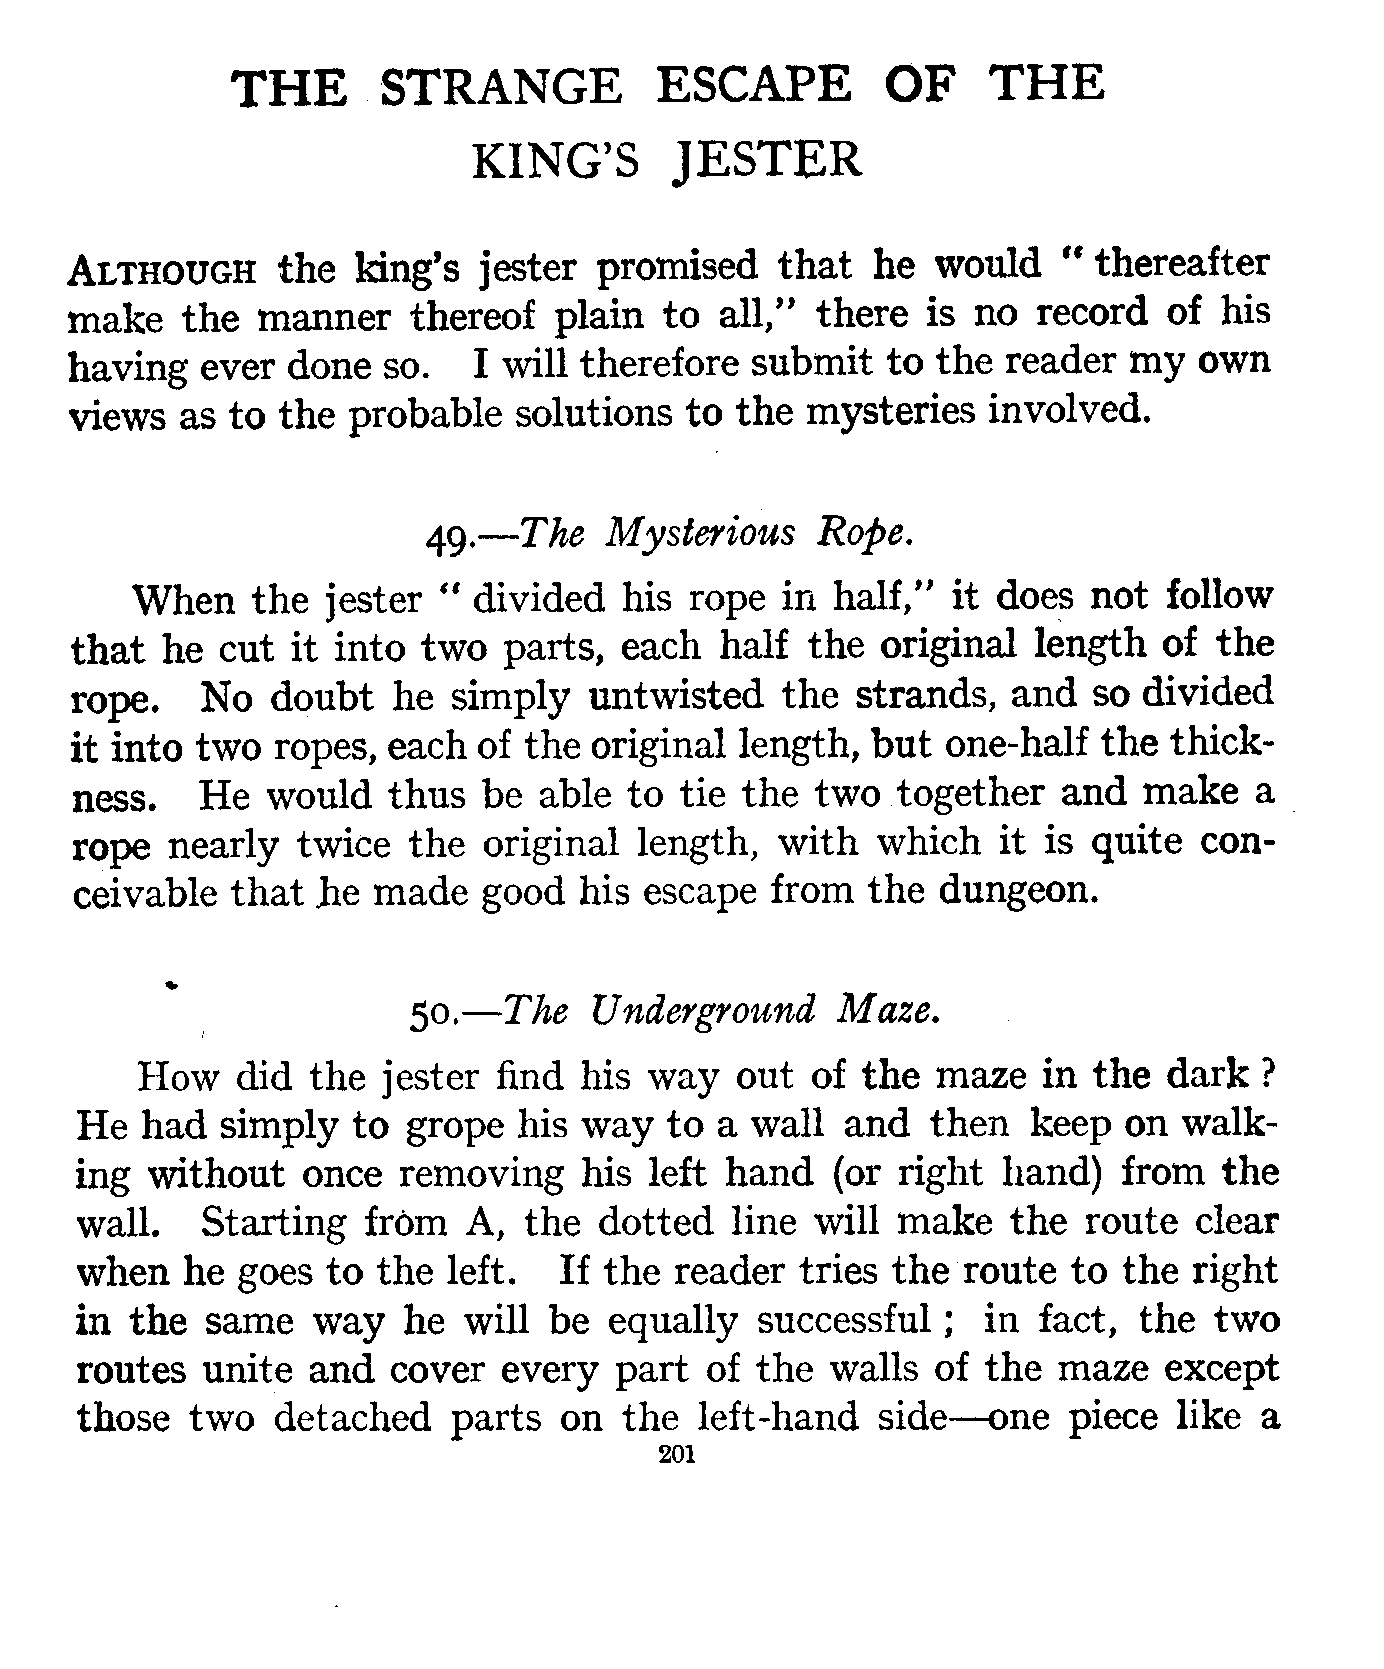 THE STRANGE ESCAPE OF THE
KING'S JESTER
ALTHOUGH the king's jester promised that he would " thereafter
make the manner thereof plain to all," there is no record of his
having ever done so. I will therefore submit to the reader my own
views as to the probable solutions to the mysteries involved.
49.—The Mysterious Rope.
When the jester " divided his rope in half," it does not follow
that he cut it into two parts, each half the original length of the
rope. No doubt he simply untwisted the strands, and so divided
it into two ropes, each of the original length, but one-half the thick-
ness. He would thus be able to tie the two together and make a
rope nearly twice the original length, with which it is quite con-
ceivable that he made good his escape from the dungeon.
50.—The Underground Maze.
How did the jester find his way out of the maze in the dark ?
He had simply to grope his way to a wall and then keep on walk-
ing without once removing his left hand (or right hand) from the
wall. Starting from A, the dotted line will make the route clear
when he goes to the left. If the reader tries the route to the right
in the same way he will be equally successful ; in fact, the two
routes unite and cover every part of the walls of the maze except
those two detached parts on the left-hand side—one piece like a
201